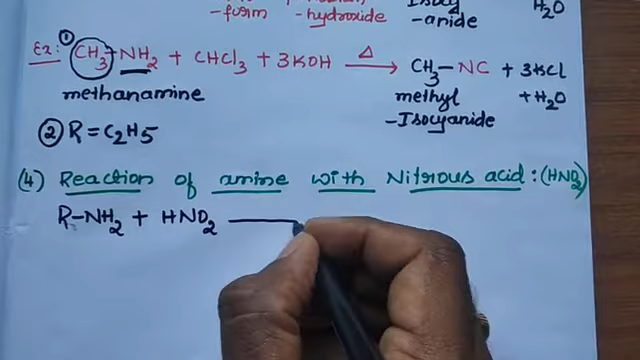 -form -hydroxide -anide H₂O
Ex: ① CH₃-NH₂ + CHCl₃ + 3KOH —Δ→ CH₃-NC + 3KCl
methanamine methyl + H₂O
-Isocyanide
② R=C₂H₅
(4) Reaction of amine with Nitrous acid: (HNO₂)
R-NH₂ + HNO₂